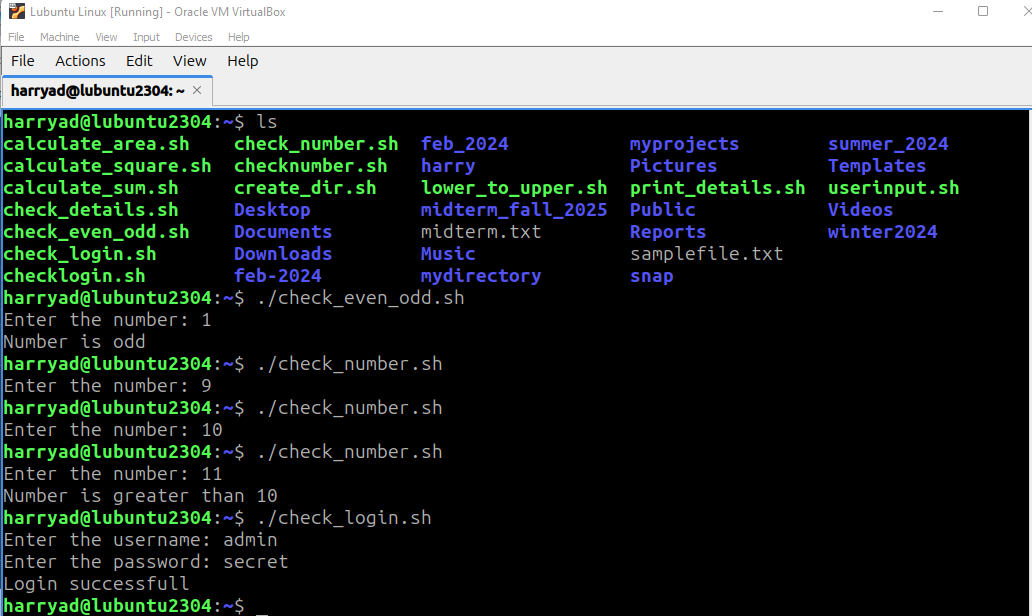 Lubuntu Linux [Running] - Oracle VM VirtualBox
File Machine View Input Devices Help
File Actions Edit View Help
harryad@lubuntu2304: ~ ×
harryad@lubuntu2304:~$ ls
calculate_area.sh check_number.sh feb_2024 myprojects summer_2024
calculate_square.sh checknumber.sh harry Pictures Templates
calculate_sum.sh create_dir.sh lower_to_upper.sh print_details.sh userinput.sh
check_details.sh Desktop midterm_fall_2025 Public Videos
check_even_odd.sh Documents midterm.txt Reports winter2024
check_login.sh Downloads Music samplefile.txt
checklogin.sh feb-2024 mydirectory snap
harryad@lubuntu2304:~$ ./check_even_odd.sh
Enter the number: 1
Number is odd
harryad@lubuntu2304:~$ ./check_number.sh
Enter the number: 9
harryad@lubuntu2304:~$ ./check_number.sh
Enter the number: 10
harryad@lubuntu2304:~$ ./check_number.sh
Enter the number: 11
Number is greater than 10
harryad@lubuntu2304:~$ ./check_login.sh
Enter the username: admin
Enter the password: secret
Login successfull
harryad@lubuntu2304:~$ _